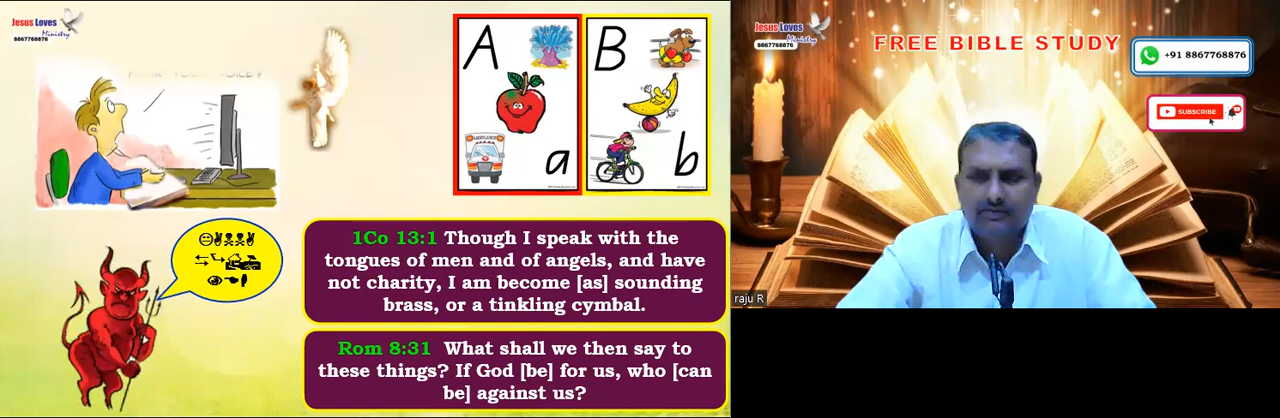 Jesus Loves
Ministry
8867768876
A
a
B
b
1Co 13:1 Though I speak with the
tongues of men and of angels, and have
not charity, I am become [as] sounding
brass, or a tinkling cymbal.
Rom 8:31 What shall we then say to
these things? If God [be] for us, who [can
be] against us?
Jesus Loves
Ministry
8867768876
FREE BIBLE STUDY
+91 8867768876
SUBSCRIBE
raju R